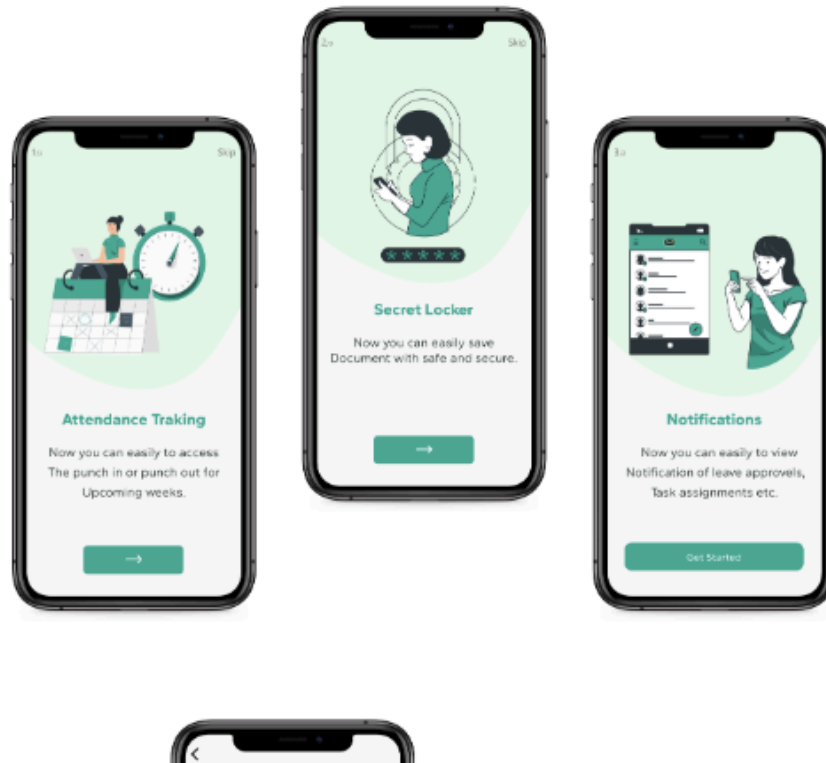 Skip
Secret Locker
Now you can easily save
Document with safe and secure.
Skip
Attendance Traking
Now you can easily to access
The punch in or punch out for
Upcoming weeks.
Notifications
Now you can easily to view
Notification of leave approvels,
Task assignments etc.
Get Started